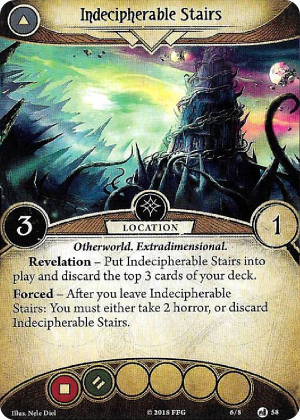 Indecipherable Stairs
3
LOCATION
1
Otherworld. Extradimensional.
Revelation – Put Indecipherable Stairs into
play and discard the top 3 cards of your deck.
Forced – After you leave Indecipherable
Stairs: You must either take 2 horror, or discard
Indecipherable Stairs.
Illus. Nele Diel
© 2018 FFG
6/8
58